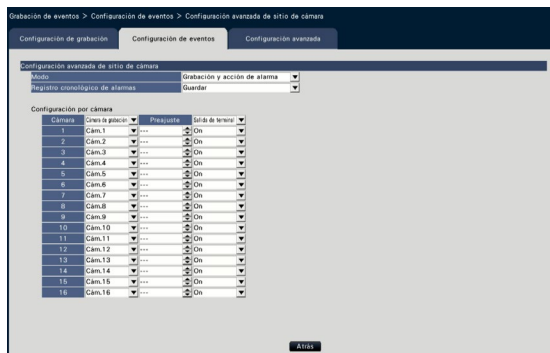 Grabación de eventos > Configuración de eventos > Configuración avanzada de sitio de cámara
Configuración de grabación Configuración de eventos Configuración avanzada
Configuración avanzada de sitio de cámara
Modo Grabación y acción de alarma
Registro cronológico de alarmas Guardar
Configuración por cámara
Cámara Cámara de grabación Preajuste Salida de terminal
1 Cám.1 --- On
2 Cám.2 --- On
3 Cám.3 --- On
4 Cám.4 --- On
5 Cám.5 --- On
6 Cám.6 --- On
7 Cám.7 --- On
8 Cám.8 --- On
9 Cám.9 --- On
10 Cám.10 --- On
11 Cám.11 --- On
12 Cám.12 --- On
13 Cám.13 --- On
14 Cám.14 --- On
15 Cám.15 --- On
16 Cám.16 --- On
Atrás